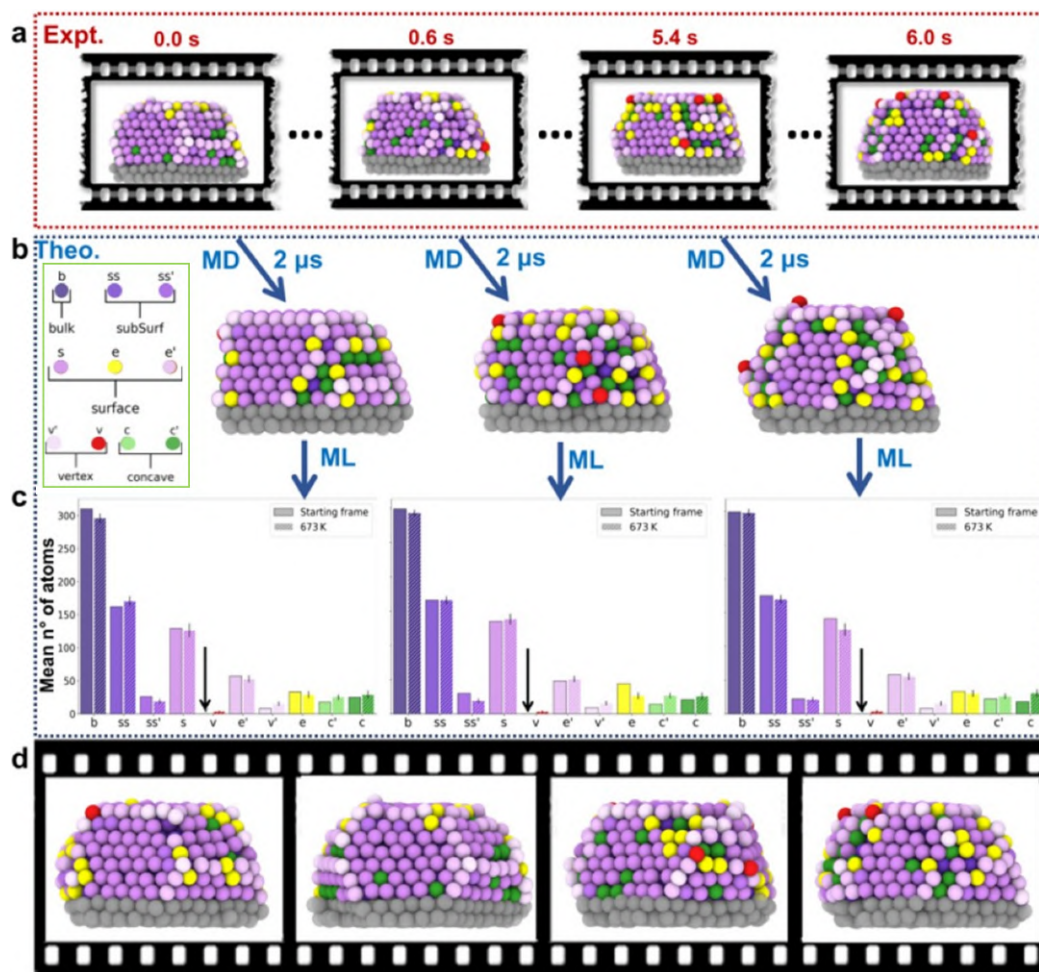 a Expt.
0.0 s 0.6 s 5.4 s 6.0 s
b Theo.
MD 2 µs MD 2 µs MD 2 µs
b ss ss'
bulk subSurf
s e e'
surface
v' v c c'
vertex concave
ML ML ML
c
Mean n° of atoms
300
250
200
150
100
50
0
Starting frame
673 K
b ss ss' s v e' v' e c' c
Starting frame
673 K
b ss ss' s v e' v' e c' c
Starting frame
673 K
b ss ss' s v e' v' e c' c
d